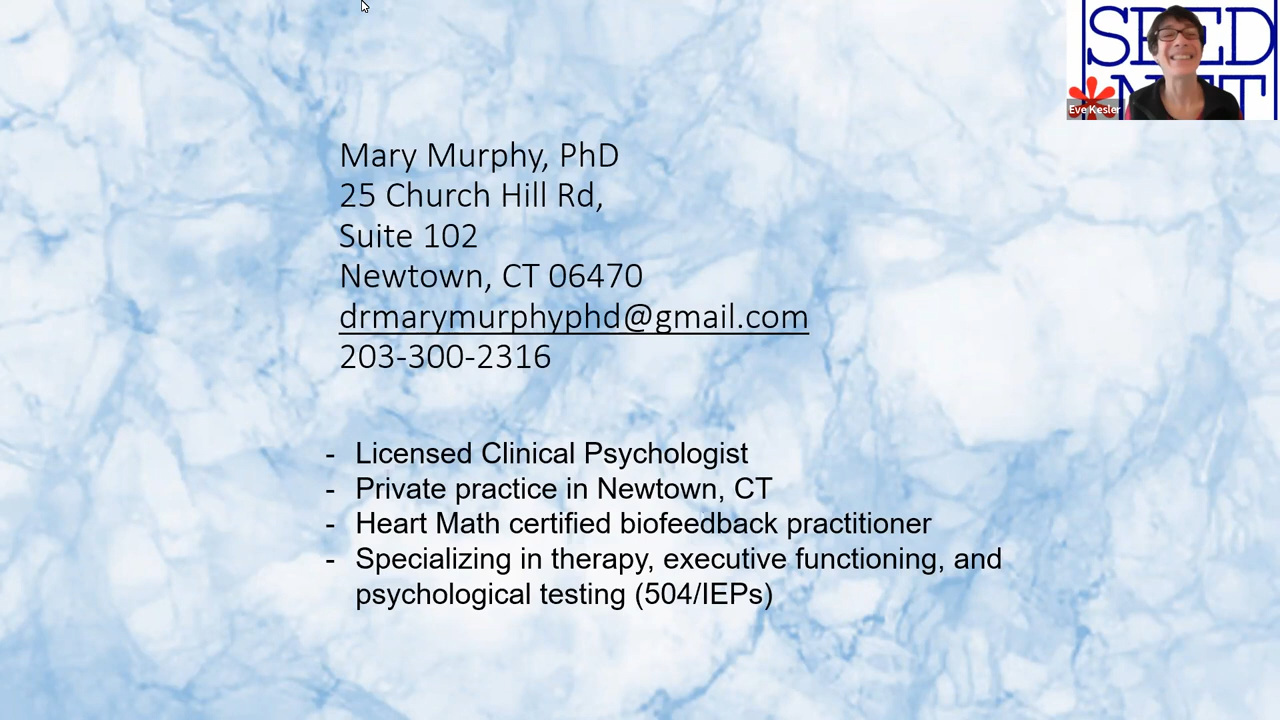 SPED
NET
Eve Kesler
Mary Murphy, PhD
25 Church Hill Rd,
Suite 102
Newtown, CT 06470
drmarymurphyphd@gmail.com
203-300-2316
- Licensed Clinical Psychologist
- Private practice in Newtown, CT
- Heart Math certified biofeedback practitioner
- Specializing in therapy, executive functioning, and
psychological testing (504/IEPs)